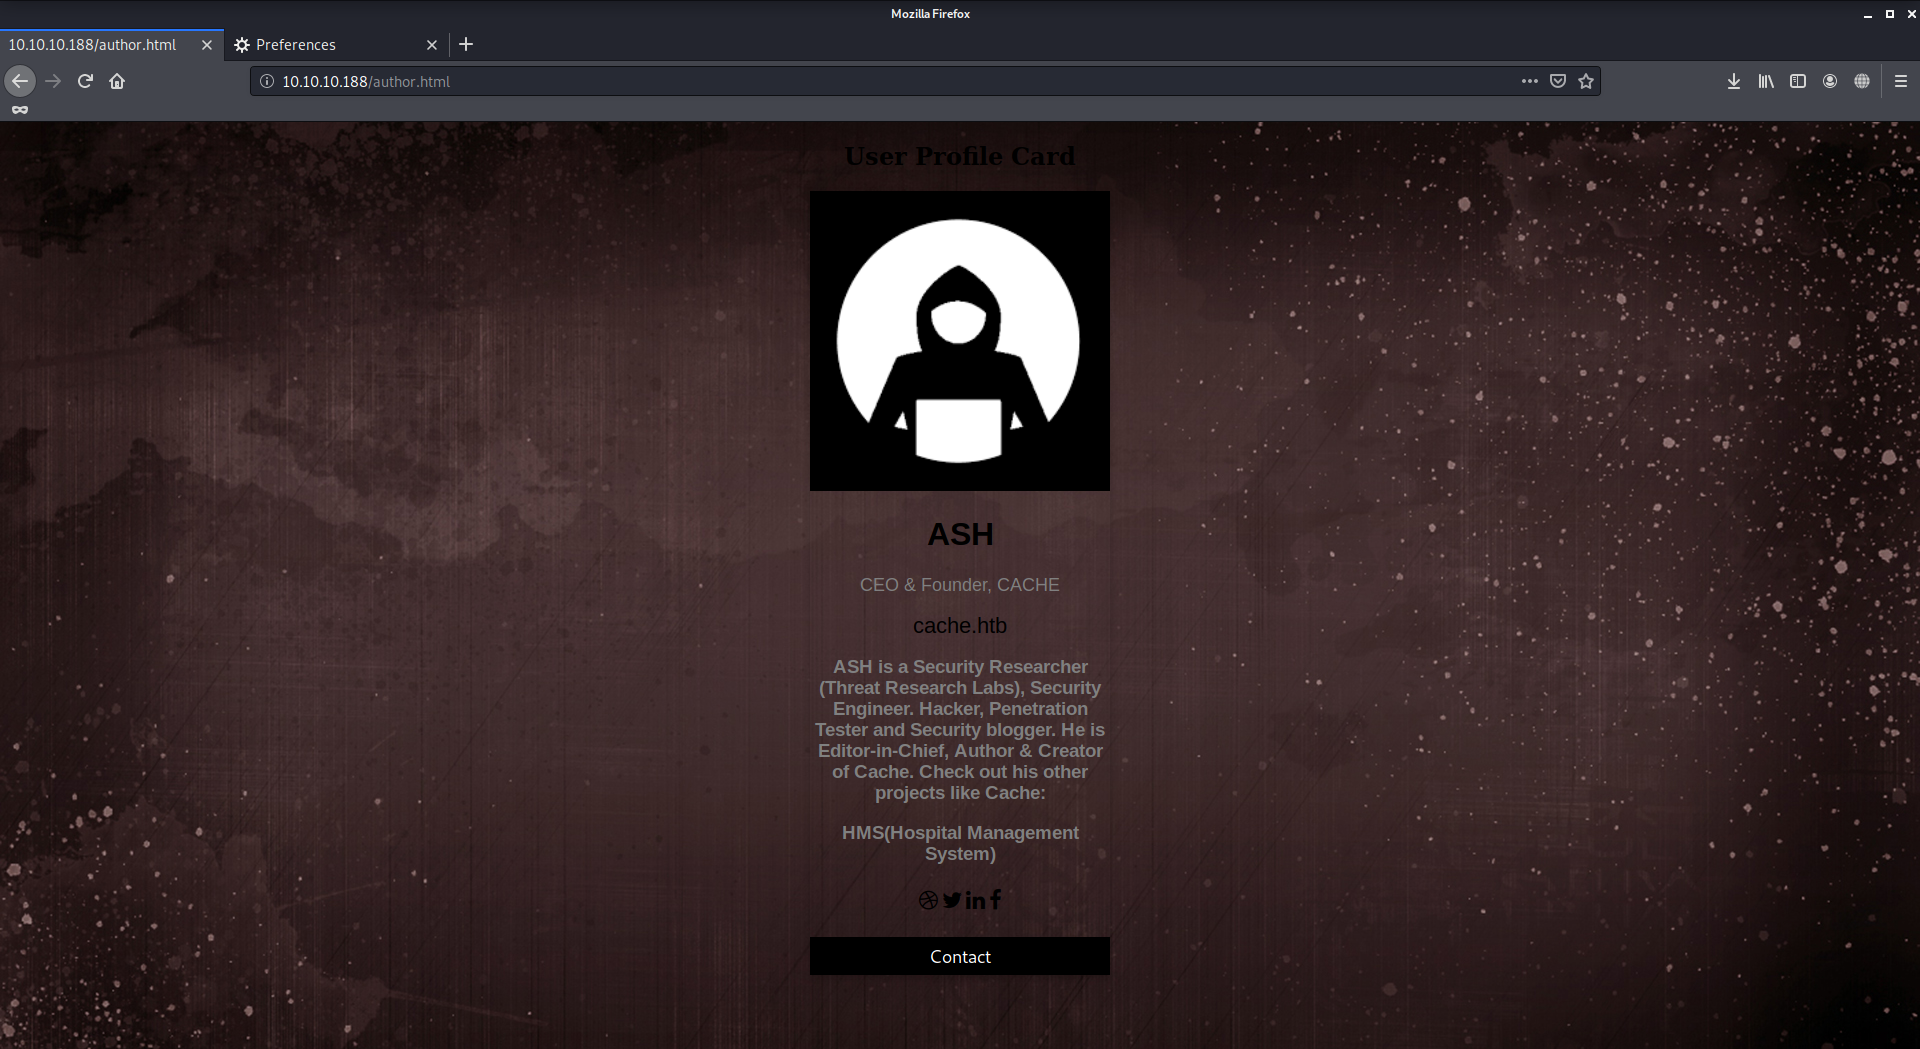 Mozilla Firefox
10.10.10.188/author.html
Preferences
10.10.10.188/author.html
User Profile Card
ASH
CEO & Founder, CACHE
cache.htb
ASH is a Security Researcher
(Threat Research Labs), Security
Engineer. Hacker, Penetration
Tester and Security blogger. He is
Editor-in-Chief, Author & Creator
of Cache. Check out his other
projects like Cache:
HMS(Hospital Management
System)
Contact